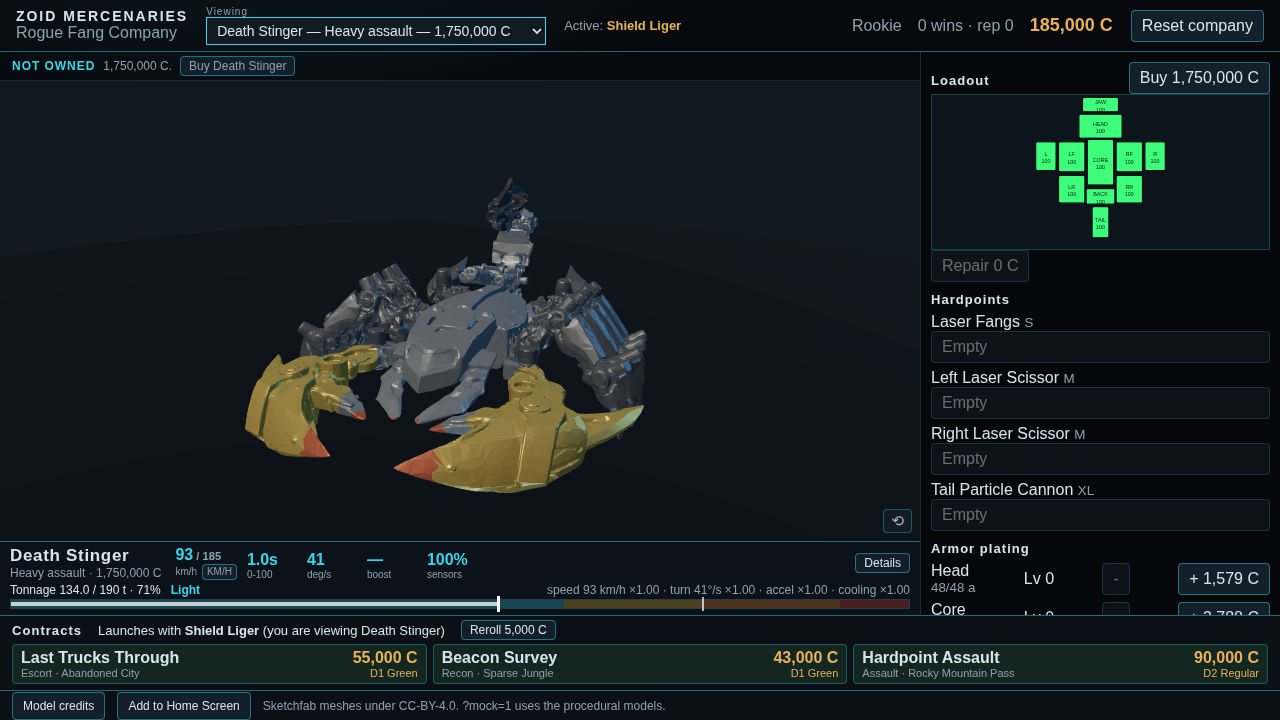 ZOID MERCENARIES
Rogue Fang Company
Viewing
Death Stinger — Heavy assault — 1,750,000 C
Active: Shield Liger
Rookie 0 wins · rep 0 185,000 C
Reset company
NOT OWNED 1,750,000 C. Buy Death Stinger
Loadout
Buy 1,750,000 C
JAW
100
HEAD
100
L
100
LF
100
CORE
100
RF
100
R
100
LR
100
BACK
100
RR
100
TAIL
100
Repair 0 C
Hardpoints
Laser Fangs S
Empty
Left Laser Scissor M
Empty
Right Laser Scissor M
Empty
Tail Particle Cannon XL
Empty
Armor plating
Head
48/48 a
Lv 0
-
+ 1,579 C
Core
⟲
Death Stinger
Heavy assault · 1,750,000 C
93 / 185
km/h KM/H
1.0s
0-100
41
deg/s
—
boost
100%
sensors
Details
Tonnage 134.0 / 190 t · 71% Light
speed 93 km/h ×1.00 · turn 41°/s ×1.00 · accel ×1.00 · cooling ×1.00
Contracts Launches with Shield Liger (you are viewing Death Stinger) Reroll 5,000 C
Last Trucks Through 55,000 C
Escort · Abandoned City D1 Green
Beacon Survey 43,000 C
Recon · Sparse Jungle D1 Green
Hardpoint Assault 90,000 C
Assault · Rocky Mountain Pass D2 Regular
Model credits Add to Home Screen Sketchfab meshes under CC-BY-4.0. ?mock=1 uses the procedural models.